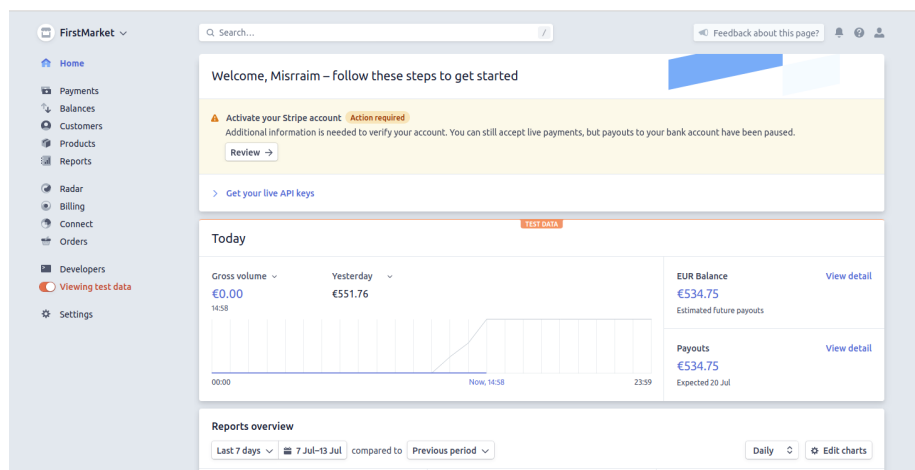 FirstMarket
Search...
/
Feedback about this page?
Home
Payments
Balances
Customers
Products
Reports
Radar
Billing
Connect
Orders
Developers
Viewing test data
Settings
Welcome, Misrraim – follow these steps to get started
Activate your Stripe account Action required
Additional information is needed to verify your account. You can still accept live payments, but payouts to your bank account have been paused.
Review →
Get your live API keys
TEST DATA
Today
Gross volume Yesterday
€0.00 €551.76
14:58
00:00 Now, 14:58 23:59
EUR Balance View detail
€534.75
Estimated future payouts
Payouts View detail
€534.75
Expected 20 Jul
Reports overview
Last 7 days 7 Jul–13 Jul compared to Previous period Daily Edit charts